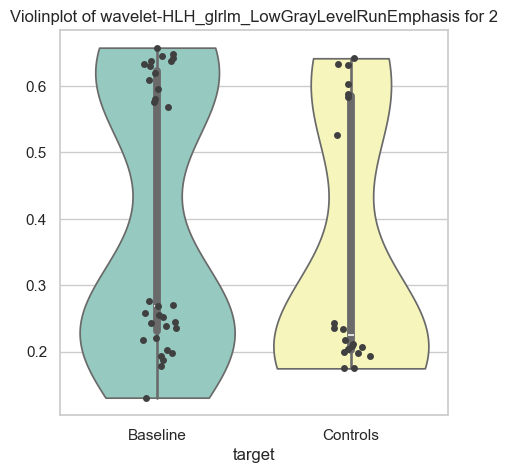 Violinplot of wavelet-HLH_glrlm_LowGrayLevelRunEmphasis for 2
0.6
0.5
0.4
0.3
0.2
Baseline Controls
target